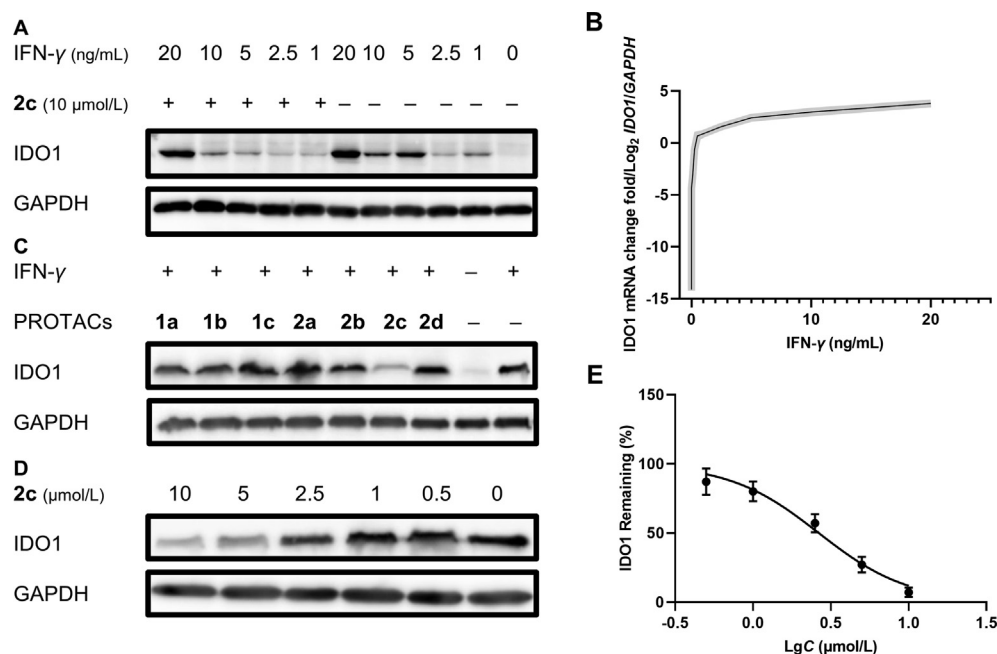 A
IFN-γ (ng/mL) 20 10 5 2.5 1 20 10 5 2.5 1 0
2c (10 μmol/L) + + + + + – – – – – –
IDO1
GAPDH
C
IFN-γ + + + + + + + – +
PROTACs 1a 1b 1c 2a 2b 2c 2d – –
IDO1
GAPDH
D
2c (μmol/L) 10 5 2.5 1 0.5 0
IDO1
GAPDH
B
IDO1 mRNA change fold/Log₂ IDO1/GAPDH
5
0
-5
-10
-15
0 10 20
IFN-γ (ng/mL)
E
IDO1 Remaining (%)
150
100
50
0
-0.5 0.0 0.5 1.0 1.5
LgC (μmol/L)